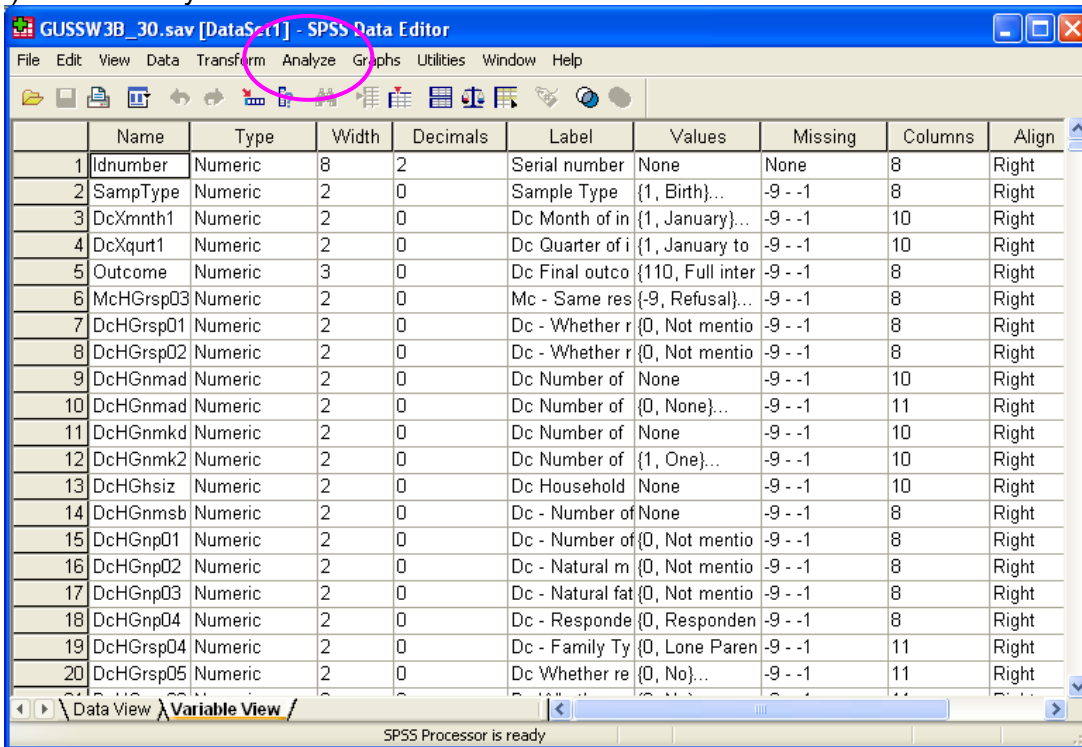 GUSSW3B_30.sav [DataSet1] - SPSS Data Editor
File Edit View Data Transform Analyze Graphs Utilities Window Help
Name Type Width Decimals Label Values Missing Columns Align
1 Idnumber Numeric 8 2 Serial number None None 8 Right
2 SampType Numeric 2 0 Sample Type {1, Birth}... -9 - -1 8 Right
3 DcXmnth1 Numeric 2 0 Dc Month of in {1, January}... -9 - -1 10 Right
4 DcXqurt1 Numeric 2 0 Dc Quarter of i {1, January to -9 - -1 10 Right
5 Outcome Numeric 3 0 Dc Final outco {110, Full inter -9 - -1 8 Right
6 McHGrsp03 Numeric 2 0 Mc - Same res {-9, Refusal}... -9 - -1 8 Right
7 DcHGrsp01 Numeric 2 0 Dc - Whether r {0, Not mentio -9 - -1 8 Right
8 DcHGrsp02 Numeric 2 0 Dc - Whether r {0, Not mentio -9 - -1 8 Right
9 DcHGnmad Numeric 2 0 Dc Number of None -9 - -1 10 Right
10 DcHGnmad Numeric 2 0 Dc Number of {0, None}... -9 - -1 11 Right
11 DcHGnmkd Numeric 2 0 Dc Number of None -9 - -1 10 Right
12 DcHGnmk2 Numeric 2 0 Dc Number of {1, One}... -9 - -1 10 Right
13 DcHGhsiz Numeric 2 0 Dc Household None -9 - -1 10 Right
14 DcHGnmsb Numeric 2 0 Dc - Number of None -9 - -1 8 Right
15 DcHGnp01 Numeric 2 0 Dc - Number of {0, Not mentio -9 - -1 8 Right
16 DcHGnp02 Numeric 2 0 Dc - Natural m {0, Not mentio -9 - -1 8 Right
17 DcHGnp03 Numeric 2 0 Dc - Natural fat {0, Not mentio -9 - -1 8 Right
18 DcHGnp04 Numeric 2 0 Dc - Responde {0, Responden -9 - -1 8 Right
19 DcHGrsp04 Numeric 2 0 Dc - Family Ty {0, Lone Paren -9 - -1 11 Right
20 DcHGrsp05 Numeric 2 0 Dc Whether re {0, No}... -9 - -1 11 Right
Data View Variable View
SPSS Processor is ready